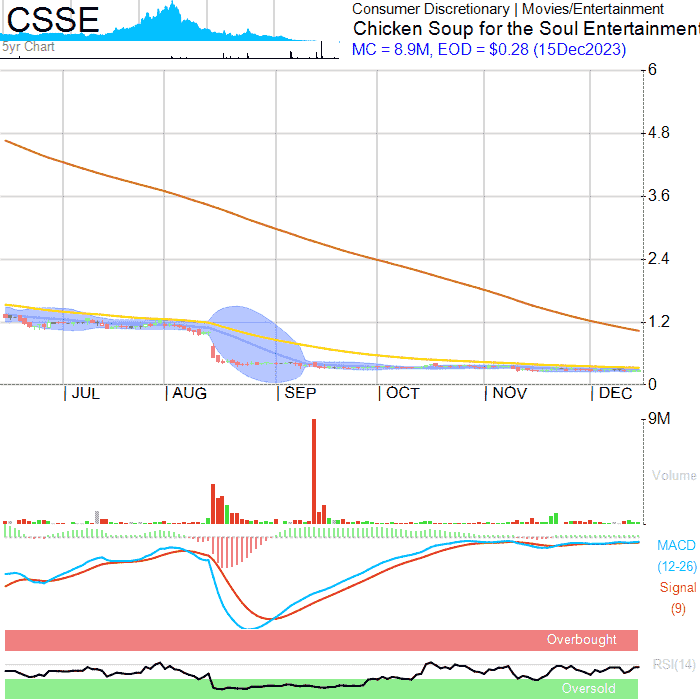 CSSE
Consumer Discretionary | Movies/Entertainment
Chicken Soup for the Soul Entertainment
MC = 8.9M, EOD = $0.28 (15Dec2023)
5yr Chart
6
4.8
3.6
2.4
1.2
0
| JUL | AUG | SEP | OCT | NOV | DEC
9M
Volume
MACD
(12-26)
Signal
(9)
Overbought
RSI(14)
Oversold